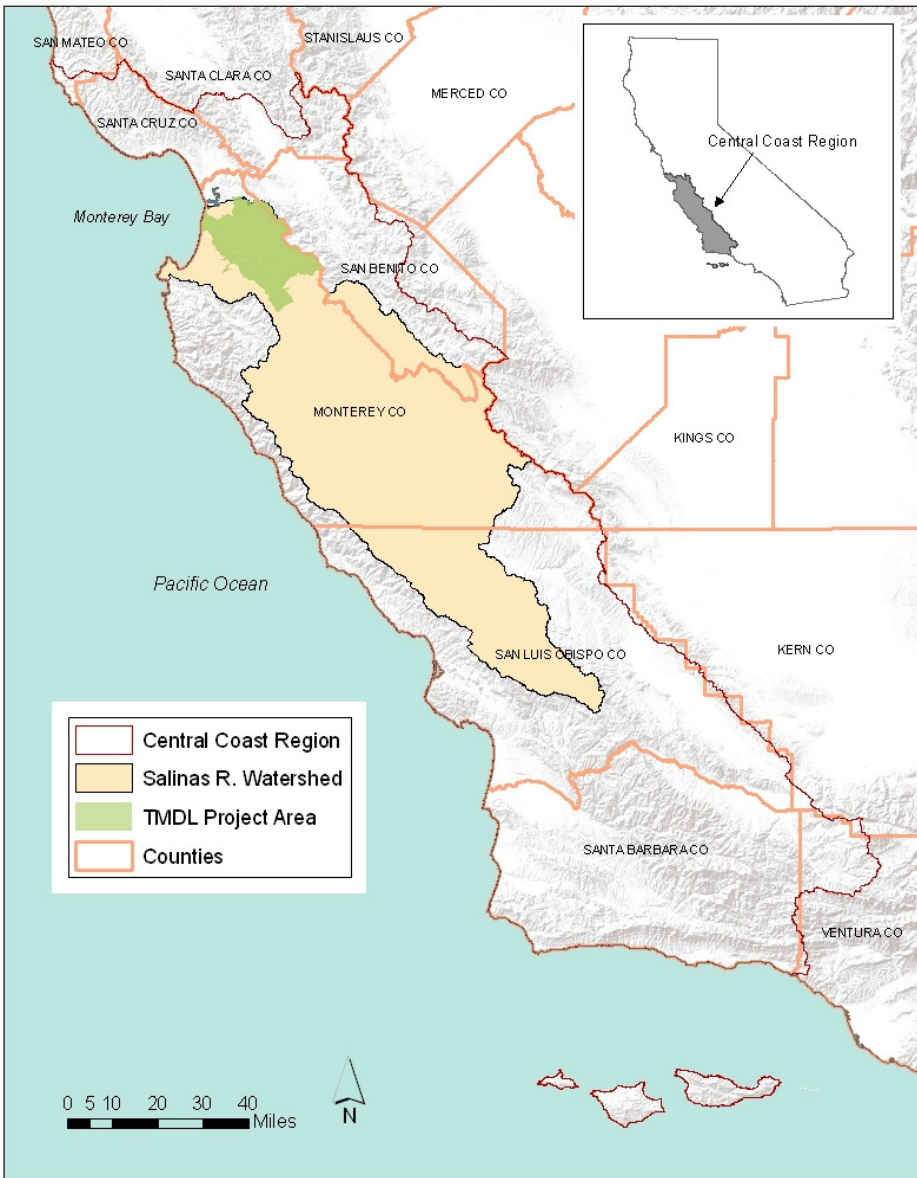 SAN MATEO CO
STANISLAUS CO
SANTA CLARA CO
MERCED CO
SANTA CRUZ CO
Central Coast Region
Monterey Bay
SAN BENITO CO
MONTEREY CO
KINGS CO
Pacific Ocean
SAN LUIS OBISPO CO
KERN CO
Central Coast Region
Salinas R. Watershed
TMDL Project Area
Counties
SANTA BARBARA CO
VENTURA CO
0 5 10 20 30 40
Miles
N